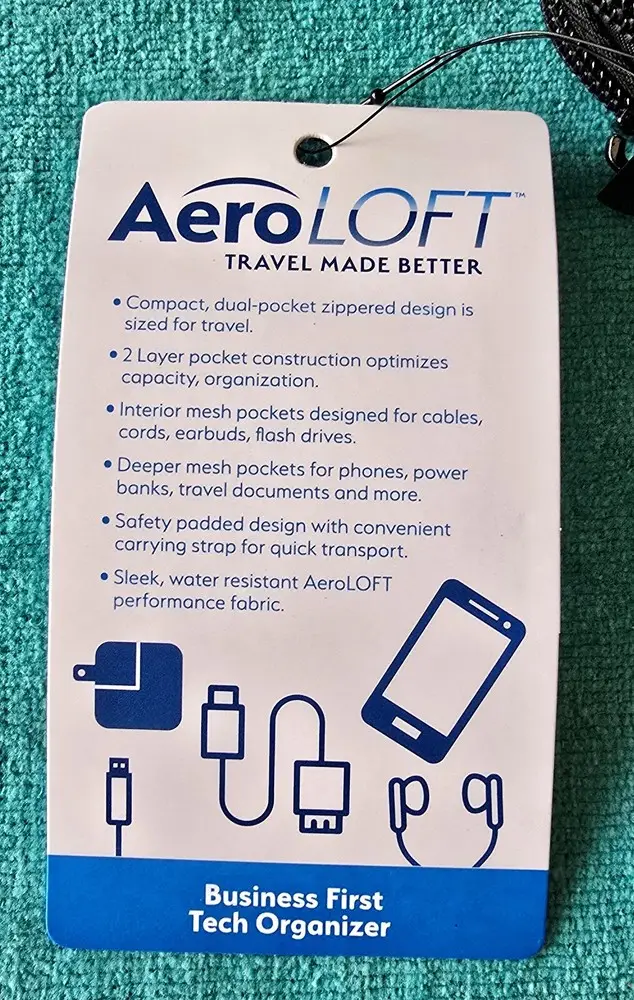 AeroLOFT™
TRAVEL MADE BETTER
• Compact, dual-pocket zippered design is
sized for travel.
• 2 Layer pocket construction optimizes
capacity, organization.
• Interior mesh pockets designed for cables,
cords, earbuds, flash drives.
• Deeper mesh pockets for phones, power
banks, travel documents and more.
• Safety padded design with convenient
carrying strap for quick transport.
• Sleek, water resistant AeroLOFT
performance fabric.
Business First
Tech Organizer